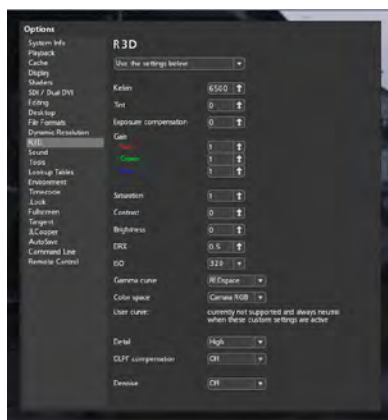 Options
System Info
Playback
Cache
Display
Shaders
SDI / Dual DVI
Editing
Desktop
File Formats
Dynamic Resolution
R3D
Sound
Tools
Lookup Tables
Environment
Timecode
.Look
Fullscreen
Tangent
JLCooper
AutoSave
Command Line
Remote Control
R3D
Use the settings below
Kelvin 6500
Tint 0
Exposure compensation 0
Gain
Red 1
Green 1
Blue 1
Saturation 1
Contrast 0
Brightness 0
DRX 0.5
ISO 320
Gamma curve REDspace
Color space Camera RGB
User curve: currently not supported and always neutral
when these custom settings are active
Detail High
OLPF compensation Off
Denoise Off